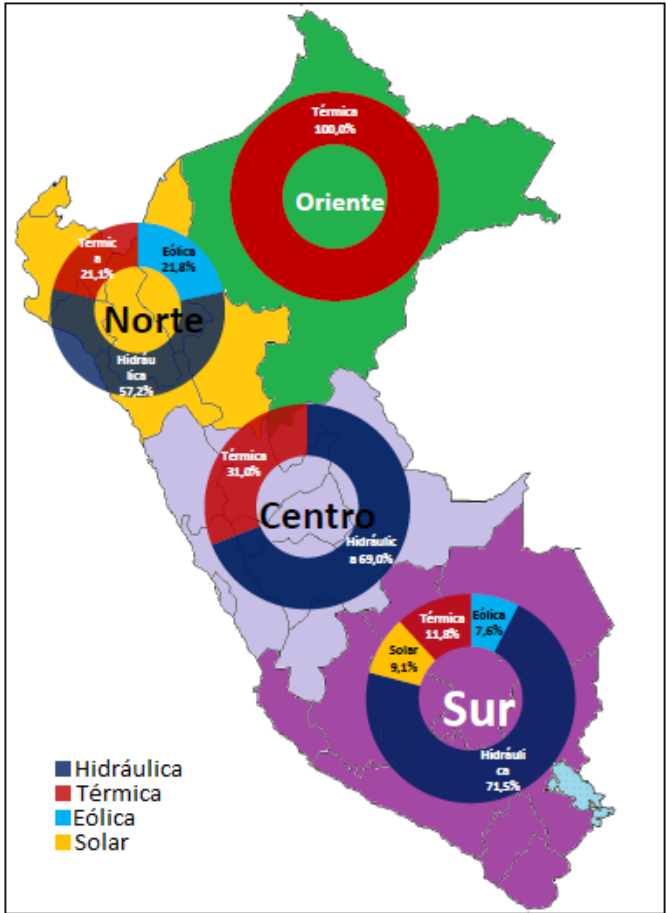 Térmica
100,0%
Oriente
Térmic
a
21,1%
Eólica
21,8%
Norte
Hidráu
lica
57,2%
Térmica
31,0%
Centro
Hidráulic
a 69,0%
Térmica
11,8%
Eólica
7,6%
Solar
9,1%
Sur
Hidrául
ica
71,5%
Hidráulica
Térmica
Eólica
Solar